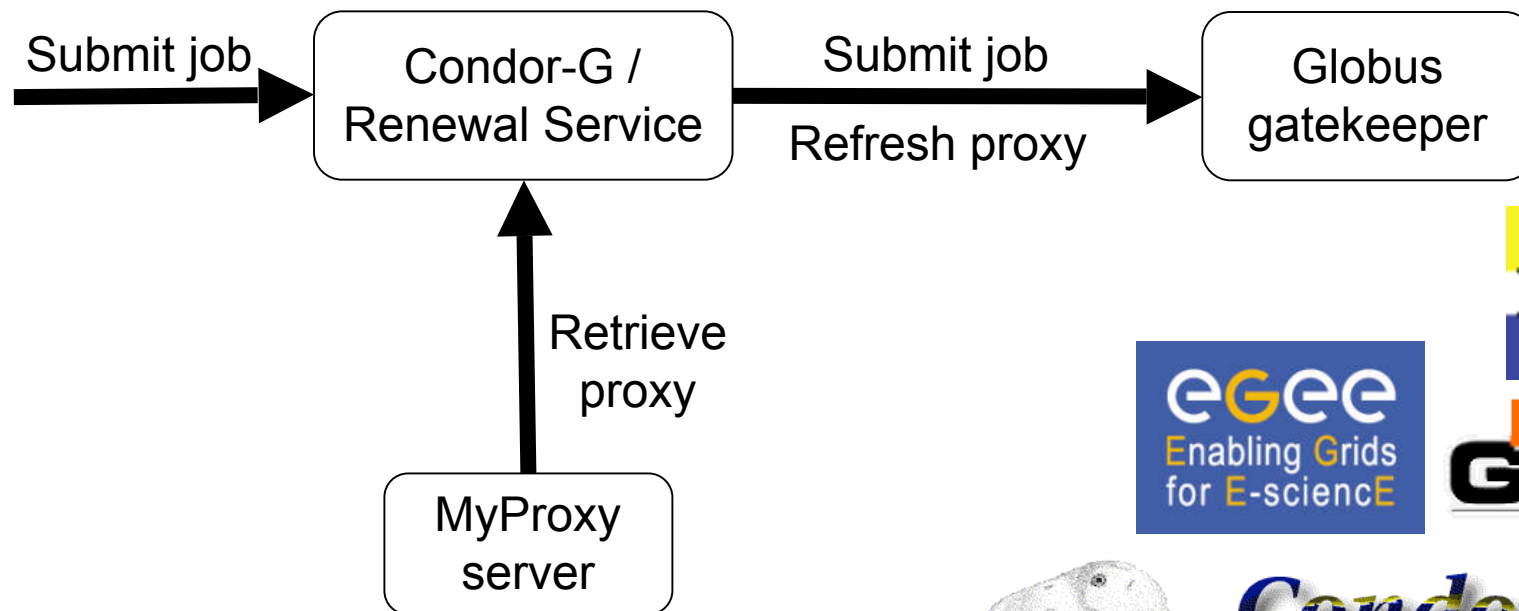 Submit job
Condor-G /
Renewal Service
Submit job
Refresh proxy
Globus
gatekeeper
Retrieve
proxy
MyProxy
server
eGee
Enabling Grids
for E-sciencE
G
Condo